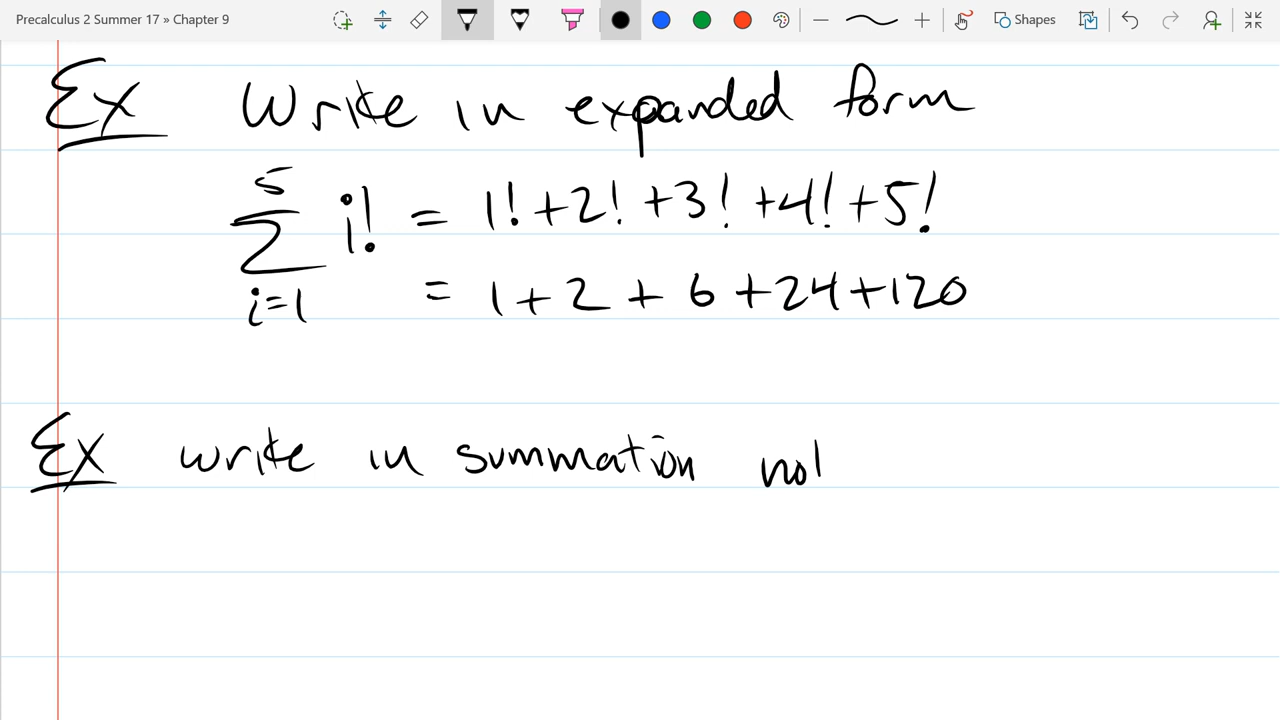 Precalculus 2 Summer 17 » Chapter 9
Shapes
Ex Write in expanded form
5
∑ i! = 1! + 2! + 3! + 4! + 5!
i=1
= 1 + 2 + 6 + 24 + 120
Ex write in summation